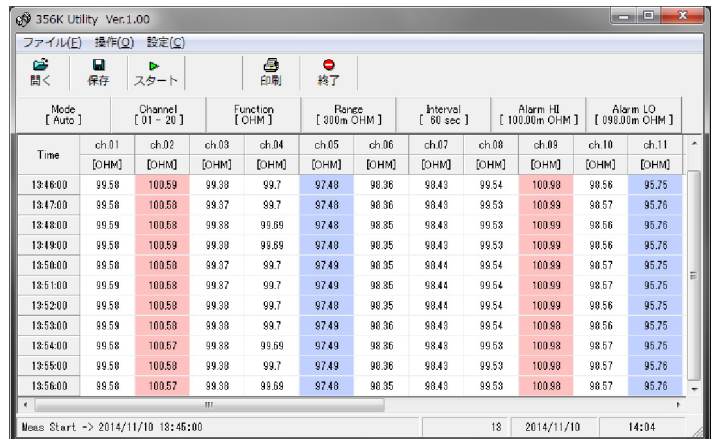 356K Utility Ver.1.00
ファイル(F) 操作(O) 設定(C)
開く 保存 スタート 印刷 終了
Mode Channel Function Range Interval Alarm HI Alarm LO
[ Auto ] [ 01 - 20 ] [ OHM ] [ 300m OHM ] [ 60 sec ] [ 100.00m OHM ] [ 098.00m OHM ]
Time ch.01 ch.02 ch.03 ch.04 ch.05 ch.06 ch.07 ch.08 ch.09 ch.10 ch.11
[OHM] [OHM] [OHM] [OHM] [OHM] [OHM] [OHM] [OHM] [OHM] [OHM] [OHM]
13:46:00 99.58 100.59 99.38 99.7 97.48 98.36 98.43 99.54 100.98 98.56 95.75
13:47:00 99.58 100.58 99.37 99.7 97.48 98.36 98.43 99.53 100.99 98.57 95.76
13:48:00 99.59 100.58 99.38 99.69 97.48 98.35 98.43 99.53 100.99 98.56 95.76
13:49:00 99.58 100.59 99.38 99.69 97.48 98.35 98.43 99.53 100.99 98.56 95.76
13:50:00 99.58 100.58 99.37 99.7 97.49 98.35 98.44 99.54 100.99 98.57 95.75
13:51:00 99.59 100.58 99.37 99.7 97.49 98.35 98.44 99.54 100.99 98.57 95.75
13:52:00 99.58 100.58 99.38 99.7 97.48 98.35 98.44 99.54 100.99 98.56 95.75
13:53:00 99.59 100.58 99.38 99.7 97.49 98.36 98.43 99.54 100.98 98.56 95.75
13:54:00 99.58 100.57 99.38 99.69 97.49 98.36 98.43 99.53 100.98 98.57 95.75
13:55:00 99.58 100.58 99.38 99.7 97.49 98.36 98.43 99.53 100.98 98.57 95.76
13:56:00 99.58 100.57 99.38 99.69 97.48 98.35 98.43 99.53 100.98 98.57 95.76
Meas Start -> 2014/11/10 13:45:00 13 2014/11/10 14:04